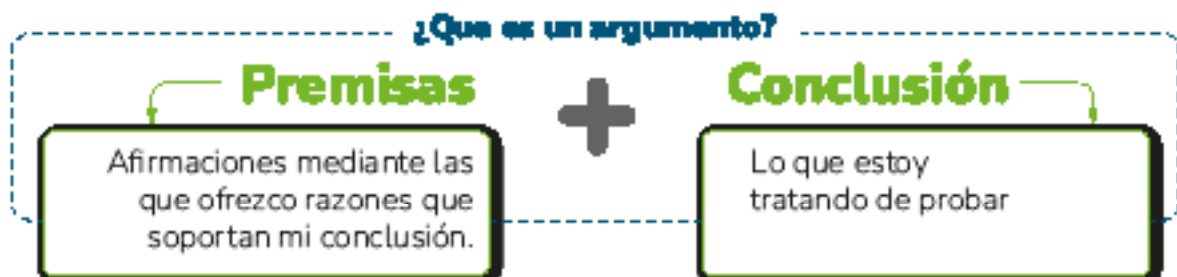 ¿Que es un argumento?
Premisas + Conclusión
Afirmaciones mediante las
que ofrezco razones que
soportan mi conclusión.
Lo que estoy
tratando de probar